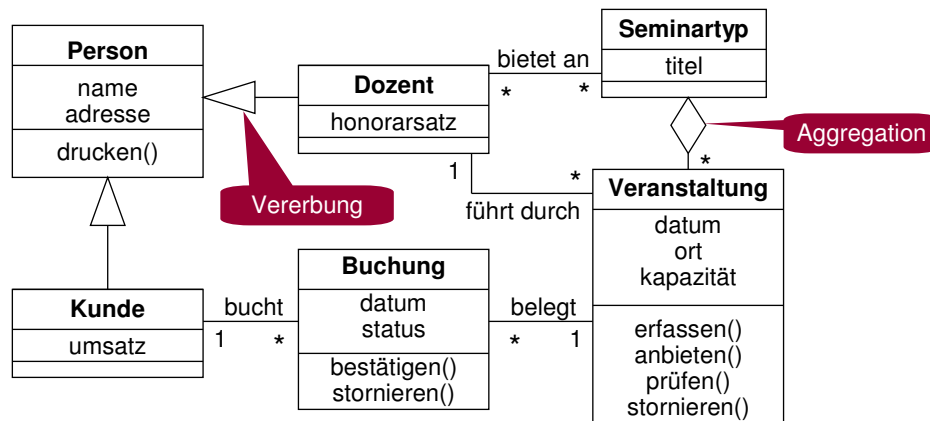 Person
name
adresse
drucken()
Vererbung
Dozent
honorarsatz
bietet an
*
*
Seminartyp
titel
Aggregation
*
1
*
führt durch
Veranstaltung
datum
ort
kapazität
erfassen()
anbieten()
prüfen()
stornieren()
Kunde
umsatz
bucht
1
*
Buchung
datum
status
bestätigen()
stornieren()
belegt
*
1